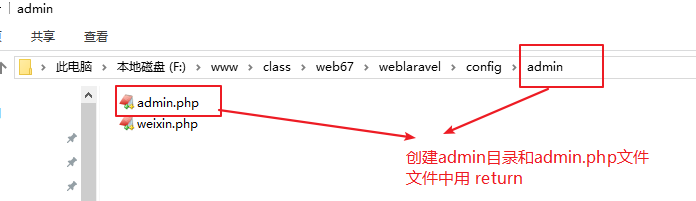 admin
共享 查看
此电脑 本地磁盘 (F:) www class web67 weblaravel config admin
admin.php
weixin.php
创建admin目录和admin.php文件
文件中用 return